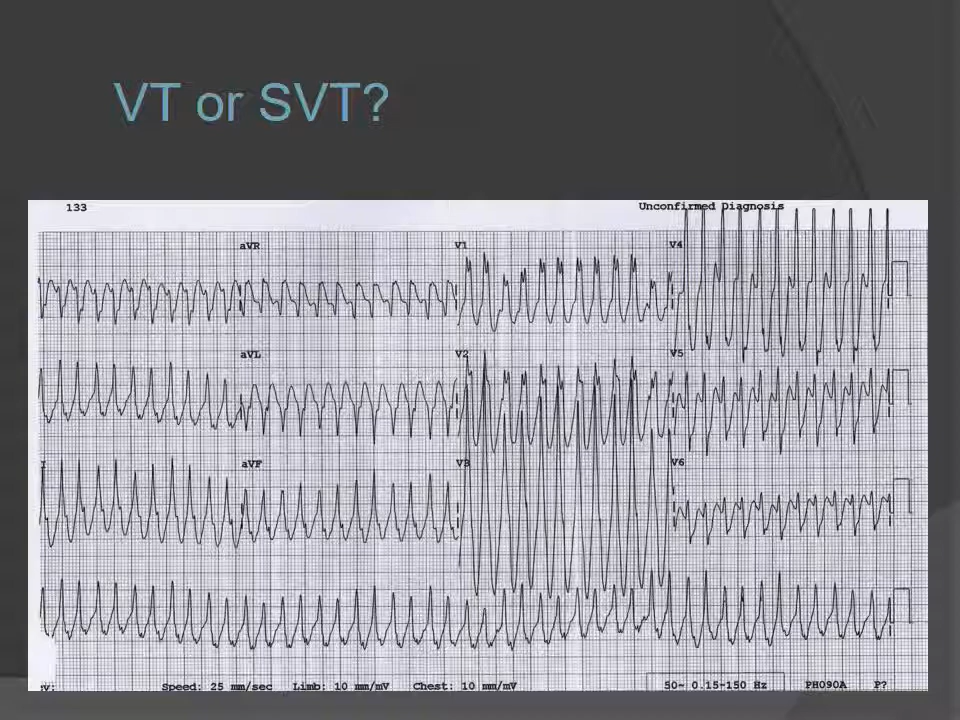 VT or SVT?
133
Unconfirmed Diagnosis
aVR
V1
V4
aVL
V2
V5
I
aVF
V3
V6
Speed: 25 mm/sec Limb: 10 mm/mV Chest: 10 mm/mV
50~ 0.15-150 Hz
PH090A
P?